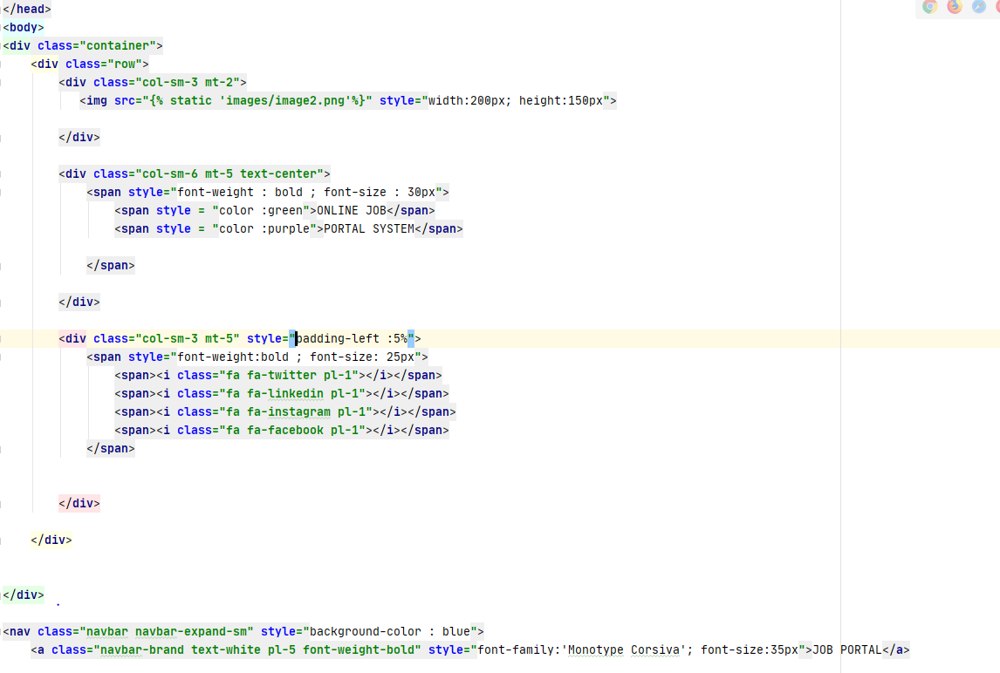 </head>
<body>
<div class="container">
<div class="row">
<div class="col-sm-3 mt-2">
<img src="{% static 'images/image2.png'%}" style="width:200px; height:150px">
</div>
<div class="col-sm-6 mt-5 text-center">
<span style="font-weight : bold ; font-size : 30px">
<span style = "color :green">ONLINE JOB</span>
<span style = "color :purple">PORTAL SYSTEM</span>
</span>
</div>
<div class="col-sm-3 mt-5" style="padding-left :5%">
<span style="font-weight:bold ; font-size: 25px">
<span><i class="fa fa-twitter pl-1"></i></span>
<span><i class="fa fa-linkedin pl-1"></i></span>
<span><i class="fa fa-instagram pl-1"></i></span>
<span><i class="fa fa-facebook pl-1"></i></span>
</span>
</div>
</div>
</div>
<nav class="navbar navbar-expand-sm" style="background-color : blue">
<a class="navbar-brand text-white pl-5 font-weight-bold" style="font-family:'Monotype Corsiva'; font-size:35px">JOB PORTAL</a>